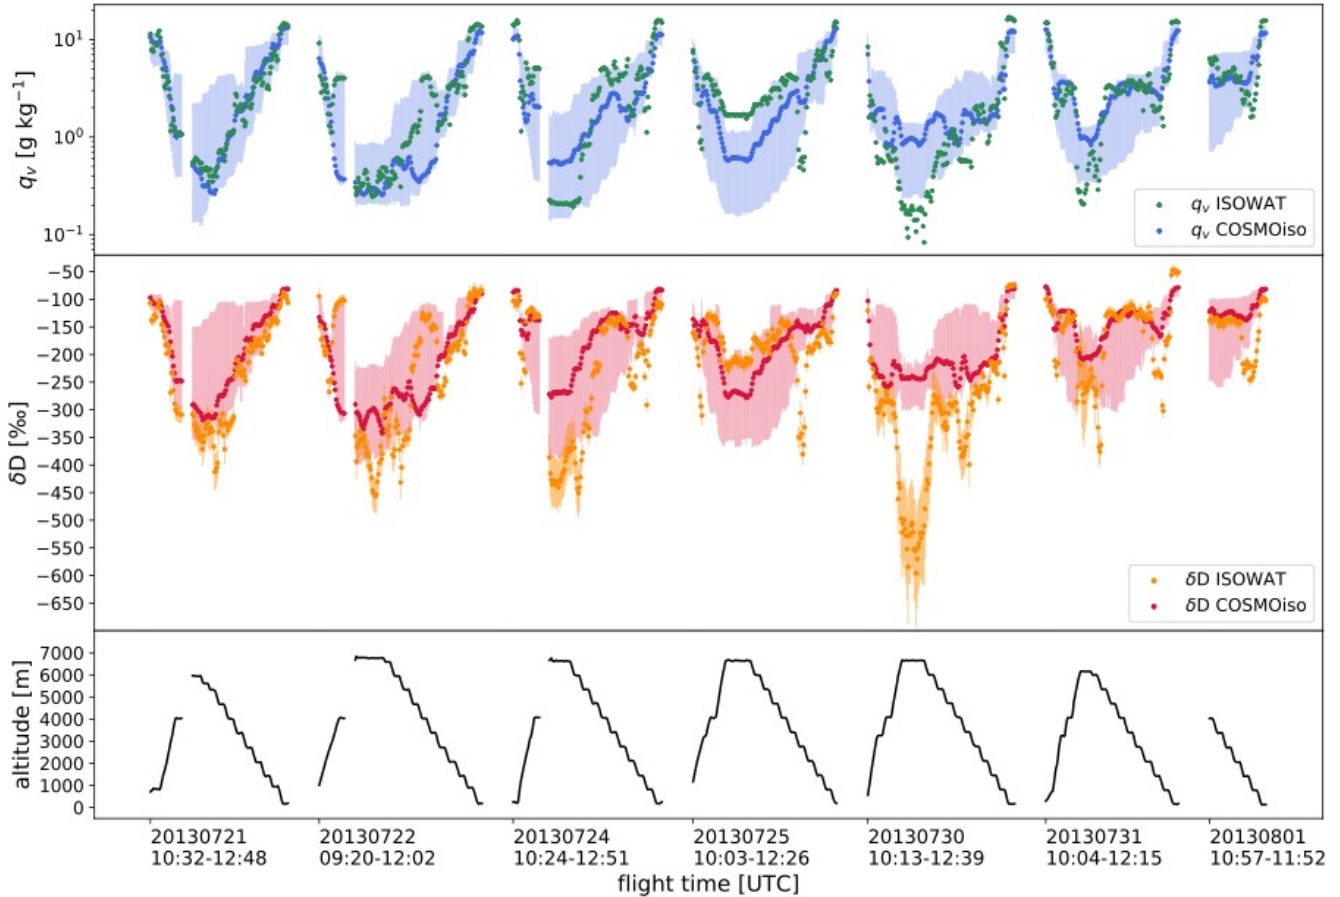 q_v [g kg⁻¹]
10¹
10⁰
10⁻¹
q_v ISOWAT
q_v COSMOiso
δD [‰]
−50
−100
−150
−200
−250
−300
−350
−400
−450
−500
−550
−600
−650
δD ISOWAT
δD COSMOiso
altitude [m]
7000
6000
5000
4000
3000
2000
1000
0
20130721 20130722 20130724 20130725 20130730 20130731 20130801
10:32-12:48 09:20-12:02 10:24-12:51 10:03-12:26 10:13-12:39 10:04-12:15 10:57-11:52
flight time [UTC]